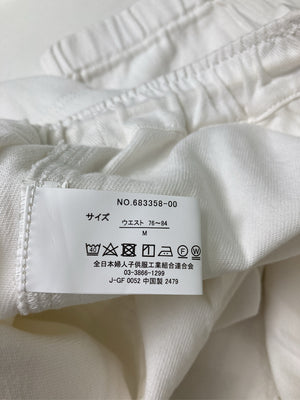 NO.683358-00
サイズ ウエスト 76~84
M
全日本婦人子供服工業組合連合会
03-3866-1299
J-GF 0052 中国製 2479